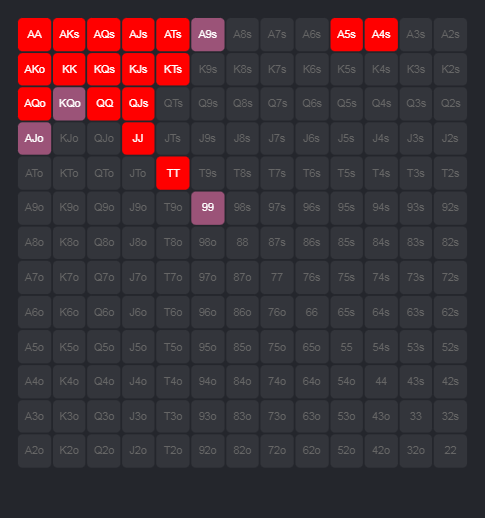 AA AKs AQs AJs ATs A9s A8s A7s A6s A5s A4s A3s A2s
AKo KK KQs KJs KTs K9s K8s K7s K6s K5s K4s K3s K2s
AQo KQo QQ QJs QTs Q9s Q8s Q7s Q6s Q5s Q4s Q3s Q2s
AJo KJo QJo JJ JTs J9s J8s J7s J6s J5s J4s J3s J2s
ATo KTo QTo JTo TT T9s T8s T7s T6s T5s T4s T3s T2s
A9o K9o Q9o J9o T9o 99 98s 97s 96s 95s 94s 93s 92s
A8o K8o Q8o J8o T8o 98o 88 87s 86s 85s 84s 83s 82s
A7o K7o Q7o J7o T7o 97o 87o 77 76s 75s 74s 73s 72s
A6o K6o Q6o J6o T6o 96o 86o 76o 66 65s 64s 63s 62s
A5o K5o Q5o J5o T5o 95o 85o 75o 65o 55 54s 53s 52s
A4o K4o Q4o J4o T4o 94o 84o 74o 64o 54o 44 43s 42s
A3o K3o Q3o J3o T3o 93o 83o 73o 63o 53o 43o 33 32s
A2o K2o Q2o J2o T2o 92o 82o 72o 62o 52o 42o 32o 22